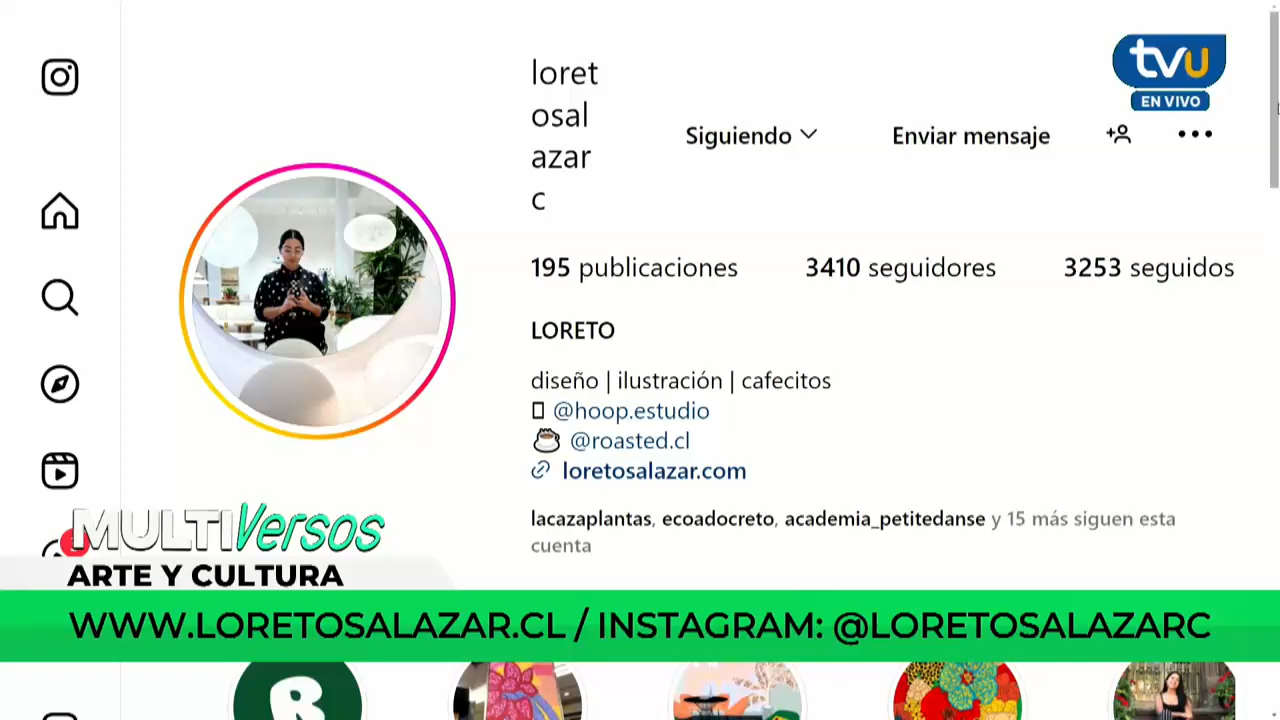 tvu
EN VIVO
loret
osal
azar
c
Siguiendo
Enviar mensaje
195 publicaciones
3410 seguidores
3253 seguidos
LORETO
diseño | ilustración | cafecitos
@hoop.estudio
@roasted.cl
loretosalazar.com
lacazaplantas, ecoadocreto, academia_petitedanse y 15 más siguen esta
cuenta
MULTIVersos
ARTE Y CULTURA
WWW.LORETOSALAZAR.CL / INSTAGRAM: @LORETOSALAZARC
R